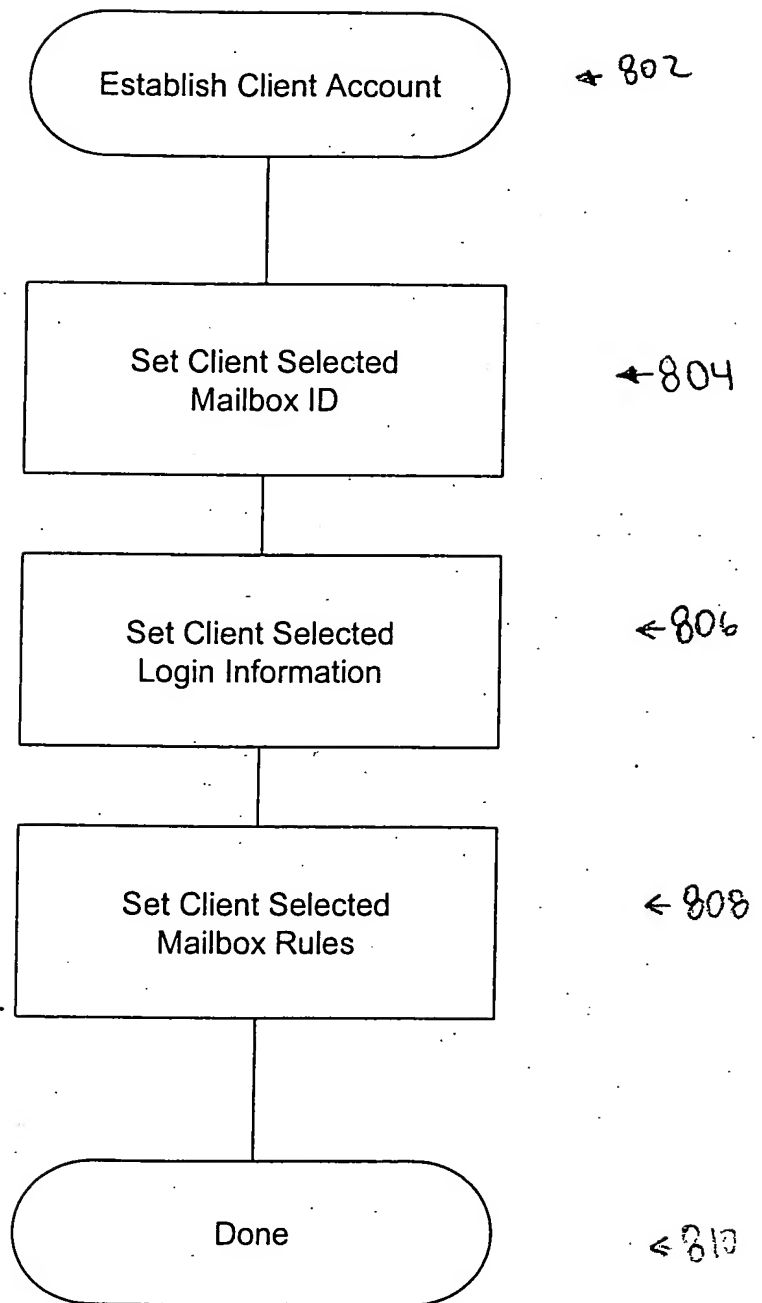 Establish Client Account
← 802
Set Client Selected
Mailbox ID
← 804
Set Client Selected
Login Information
← 806
Set Client Selected
Mailbox Rules
← 808
Done
← 810